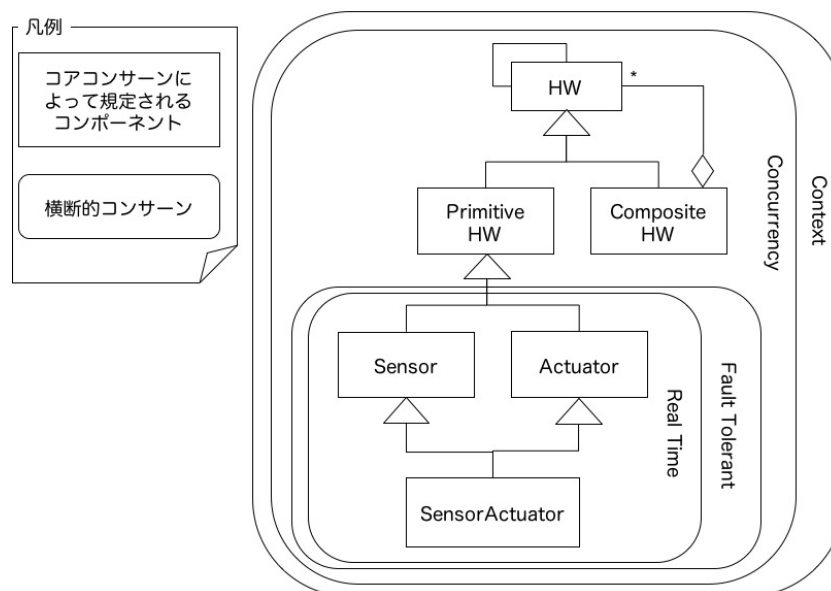 凡例
コアコンサーンに
よって規定される
コンポーネント
横断的コンサーン
HW
*
Primitive
HW
Composite
HW
Sensor
Actuator
SensorActuator
Real Time
Fault Tolerant
Concurrency
Context